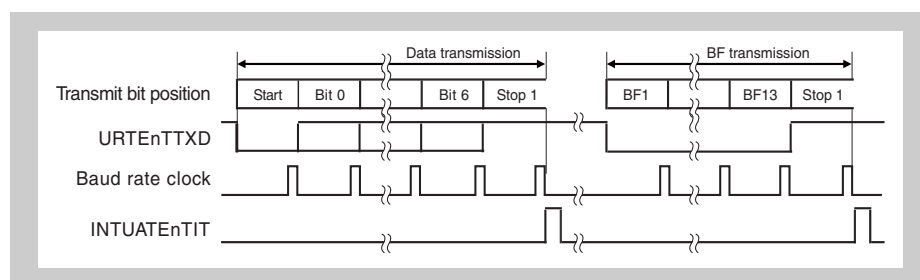 Data transmission
BF transmission
Transmit bit position
Start
Bit 0
Bit 6
Stop 1
BF1
BF13
Stop 1
URTEnTTXD
Baud rate clock
INTUATEnTIT